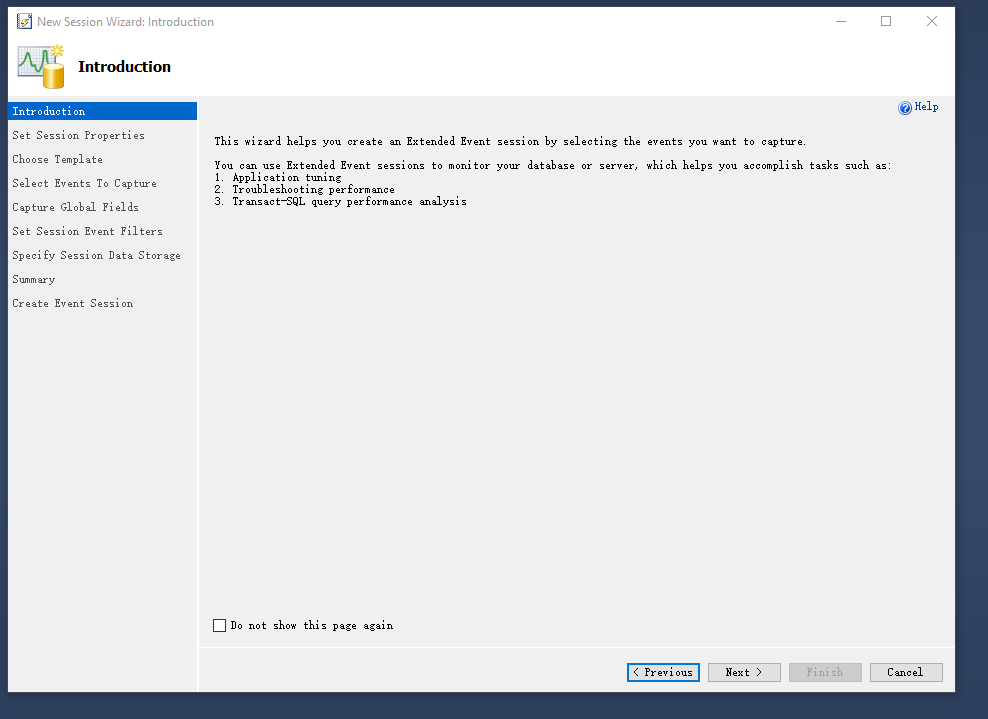 New Session Wizard: Introduction
Introduction
Introduction
Set Session Properties
Choose Template
Select Events To Capture
Capture Global Fields
Set Session Event Filters
Specify Session Data Storage
Summary
Create Event Session
Help
This wizard helps you create an Extended Event session by selecting the events you want to capture.
You can use Extended Event sessions to monitor your database or server, which helps you accomplish tasks such as:
1. Application tuning
2. Troubleshooting performance
3. Transact-SQL query performance analysis
Do not show this page again
< Previous
Next >
Finish
Cancel